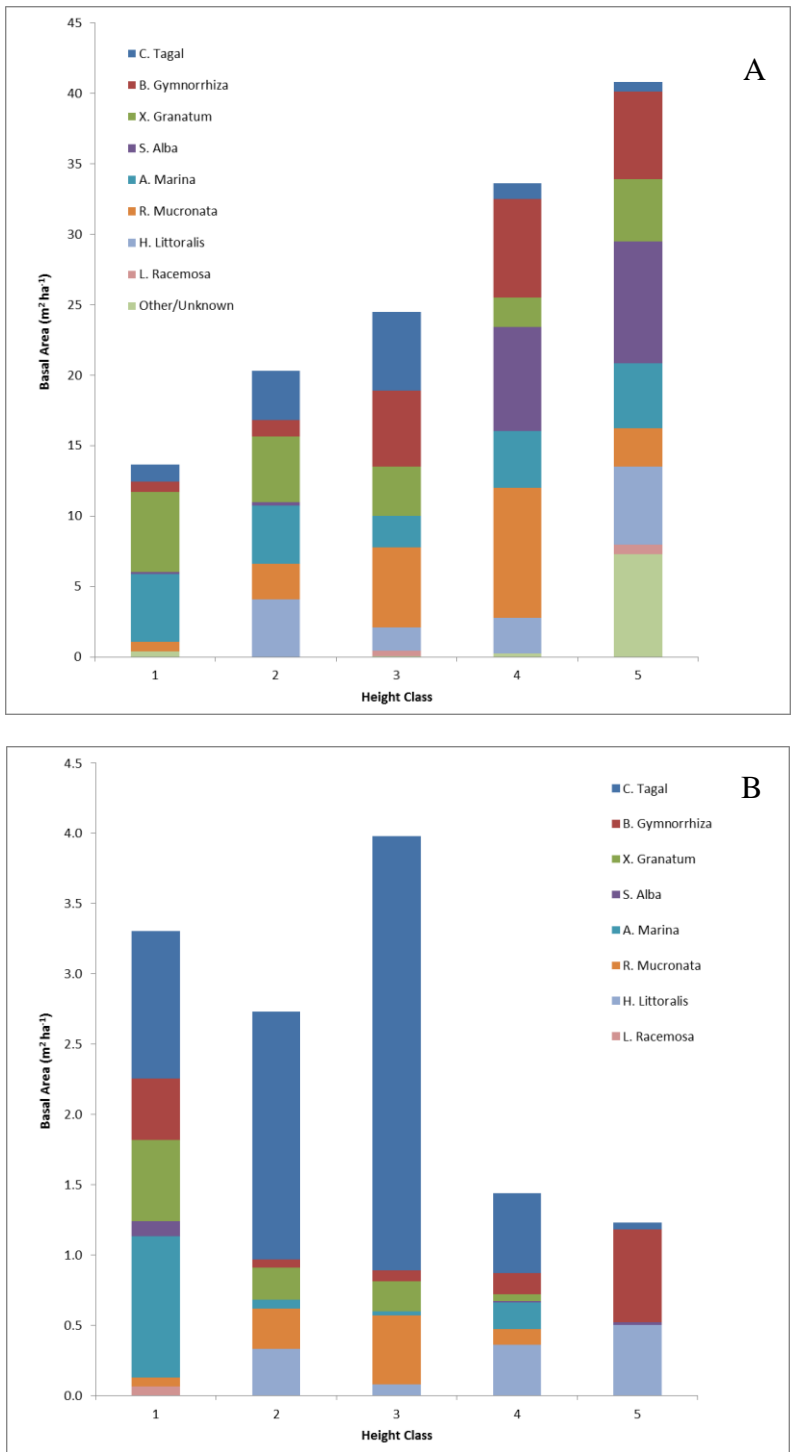 45
40
35
30
25
20
15
10
5
0
Basal Area (m² ha⁻¹)
C. Tagal
B. Gymnorrhiza
X. Granatum
S. Alba
A. Marina
R. Mucronata
H. Littoralis
L. Racemosa
Other/Unknown
A
1 2 3 4 5
Height Class
4.5
4.0
3.5
3.0
2.5
2.0
1.5
1.0
0.5
0.0
Basal Area (m² ha⁻¹)
C. Tagal
B. Gymnorrhiza
X. Granatum
S. Alba
A. Marina
R. Mucronata
H. Littoralis
L. Racemosa
B
1 2 3 4 5
Height Class